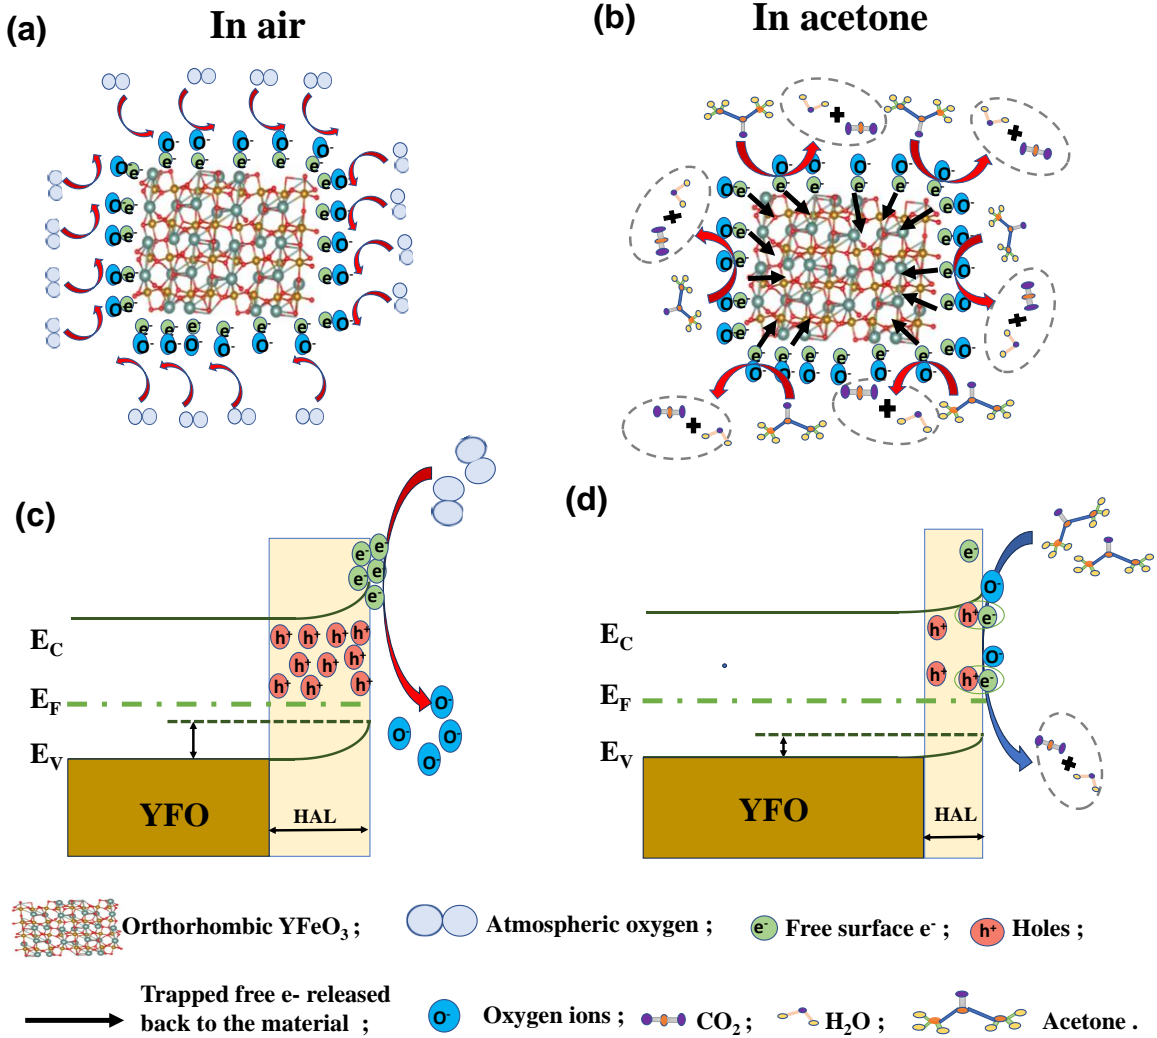 (a)
In air
(b)
In acetone
O⁻ O⁻ O⁻ O⁻
e⁻ e⁻ e⁻ e⁻ e⁻
(c)
e⁻ e⁻
e⁻ e⁻
e⁻
E_C
h⁺ h⁺ h⁺ h⁺
h⁺ h⁺ h⁺
h⁺ h⁺ h⁺
E_F
O⁻
O⁻ O⁻
O⁻
E_V
YFO
HAL
(d)
e⁻
O⁻
E_C
h⁺ h⁺ e⁻
O⁻
h⁺ h⁺ e⁻
E_F
E_V
YFO
HAL
Orthorhombic YFeO₃ ;
Atmospheric oxygen ;
e⁻ Free surface e⁻ ;
h⁺ Holes ;
Trapped free e- released
back to the material ;
O⁻ Oxygen ions ;
CO₂ ;
H₂O ;
Acetone .